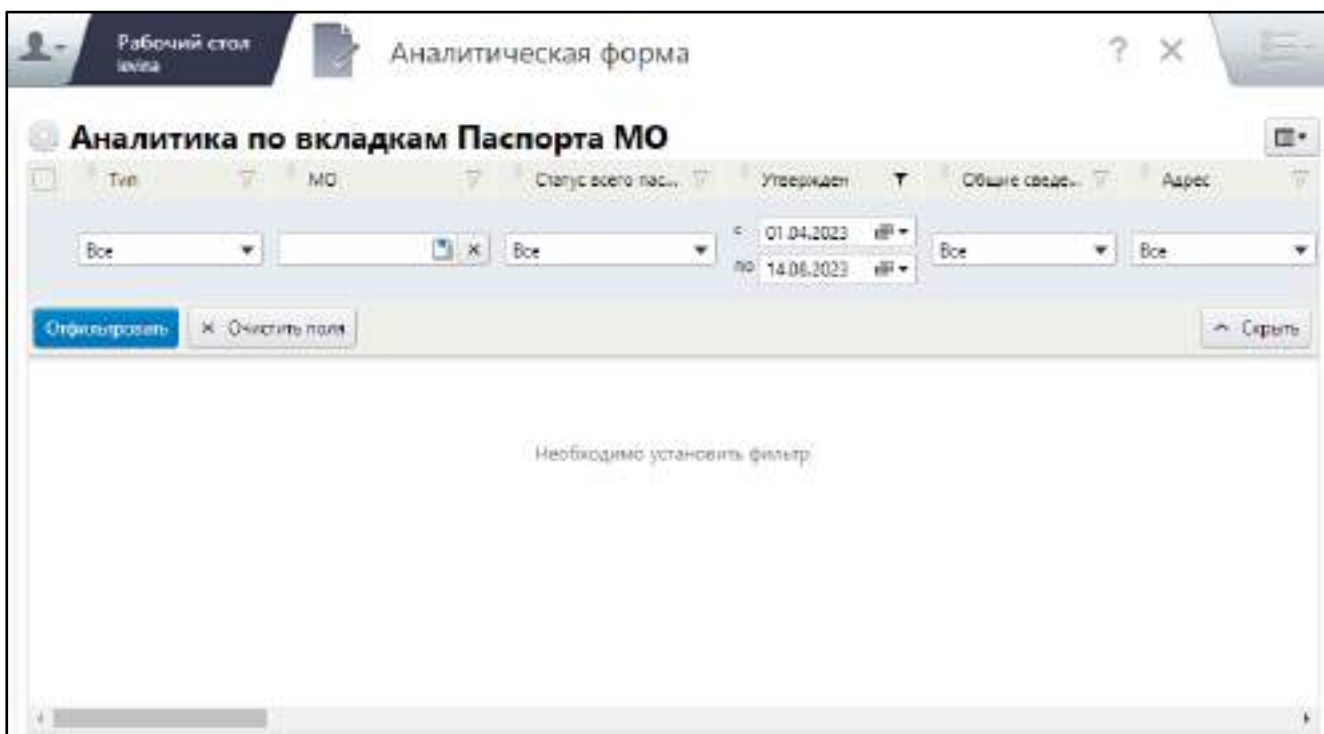 Рабочий стол
Аналитическая форма
?
Аналитика по вкладкам Паспорта МО
Тип МО Статус всего пас... Утвержден Общие сведе... Адрес
Все Все с 01.04.2023 Все Все
по 14.08.2023
Отфильтровать Очистить поля Скрыть
Необходимо установить фильтр